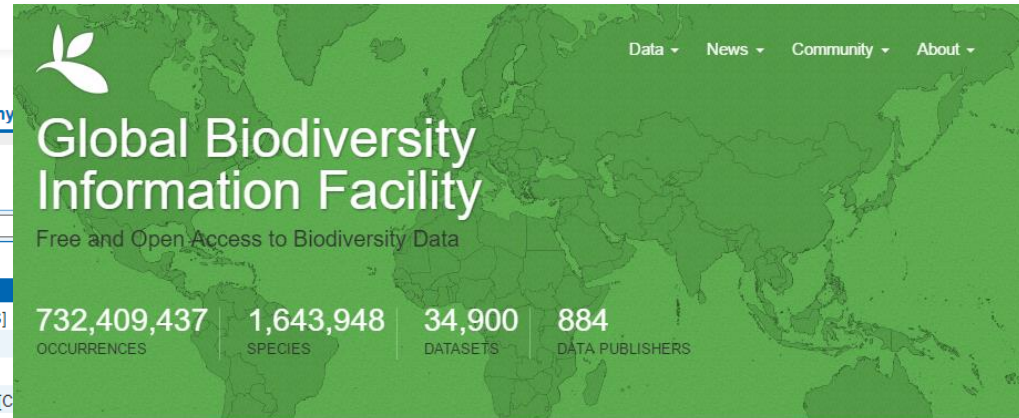 Data News Community About
Global Biodiversity
Information Facility
Free and Open Access to Biodiversity Data
732,409,437 1,643,948 34,900 884
OCCURRENCES SPECIES DATASETS DATA PUBLISHERS